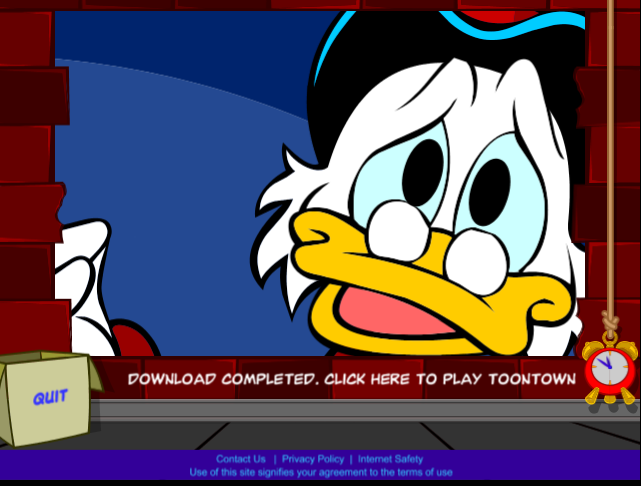 DOWNLOAD COMPLETED. CLICK HERE TO PLAY TOONTOWN
QUIT
Contact Us | Privacy Policy | Internet Safety
Use of this site signifies your agreement to the terms of use